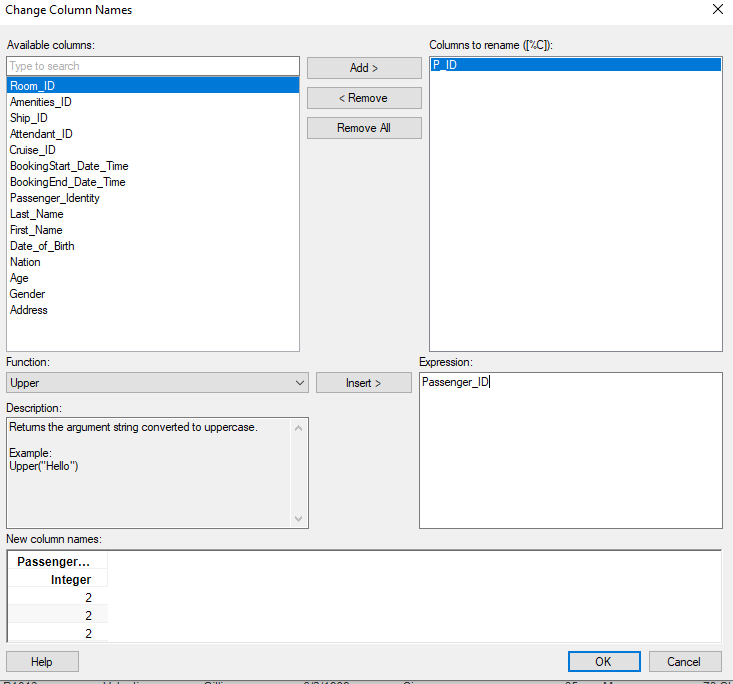 Change Column Names
Available columns:
Type to search
Room_ID
Amenities_ID
Ship_ID
Attendant_ID
Cruise_ID
BookingStart_Date_Time
BookingEnd_Date_Time
Passenger_Identity
Last_Name
First_Name
Date_of_Birth
Nation
Age
Gender
Address
Add >
< Remove
Remove All
Columns to rename ([%C]):
P_ID
Function:
Upper
Insert >
Description:
Returns the argument string converted to uppercase.
Example:
Upper("Hello")
Expression:
Passenger_ID
New column names:
Passenger...
Integer
2
2
2
Help
OK
Cancel